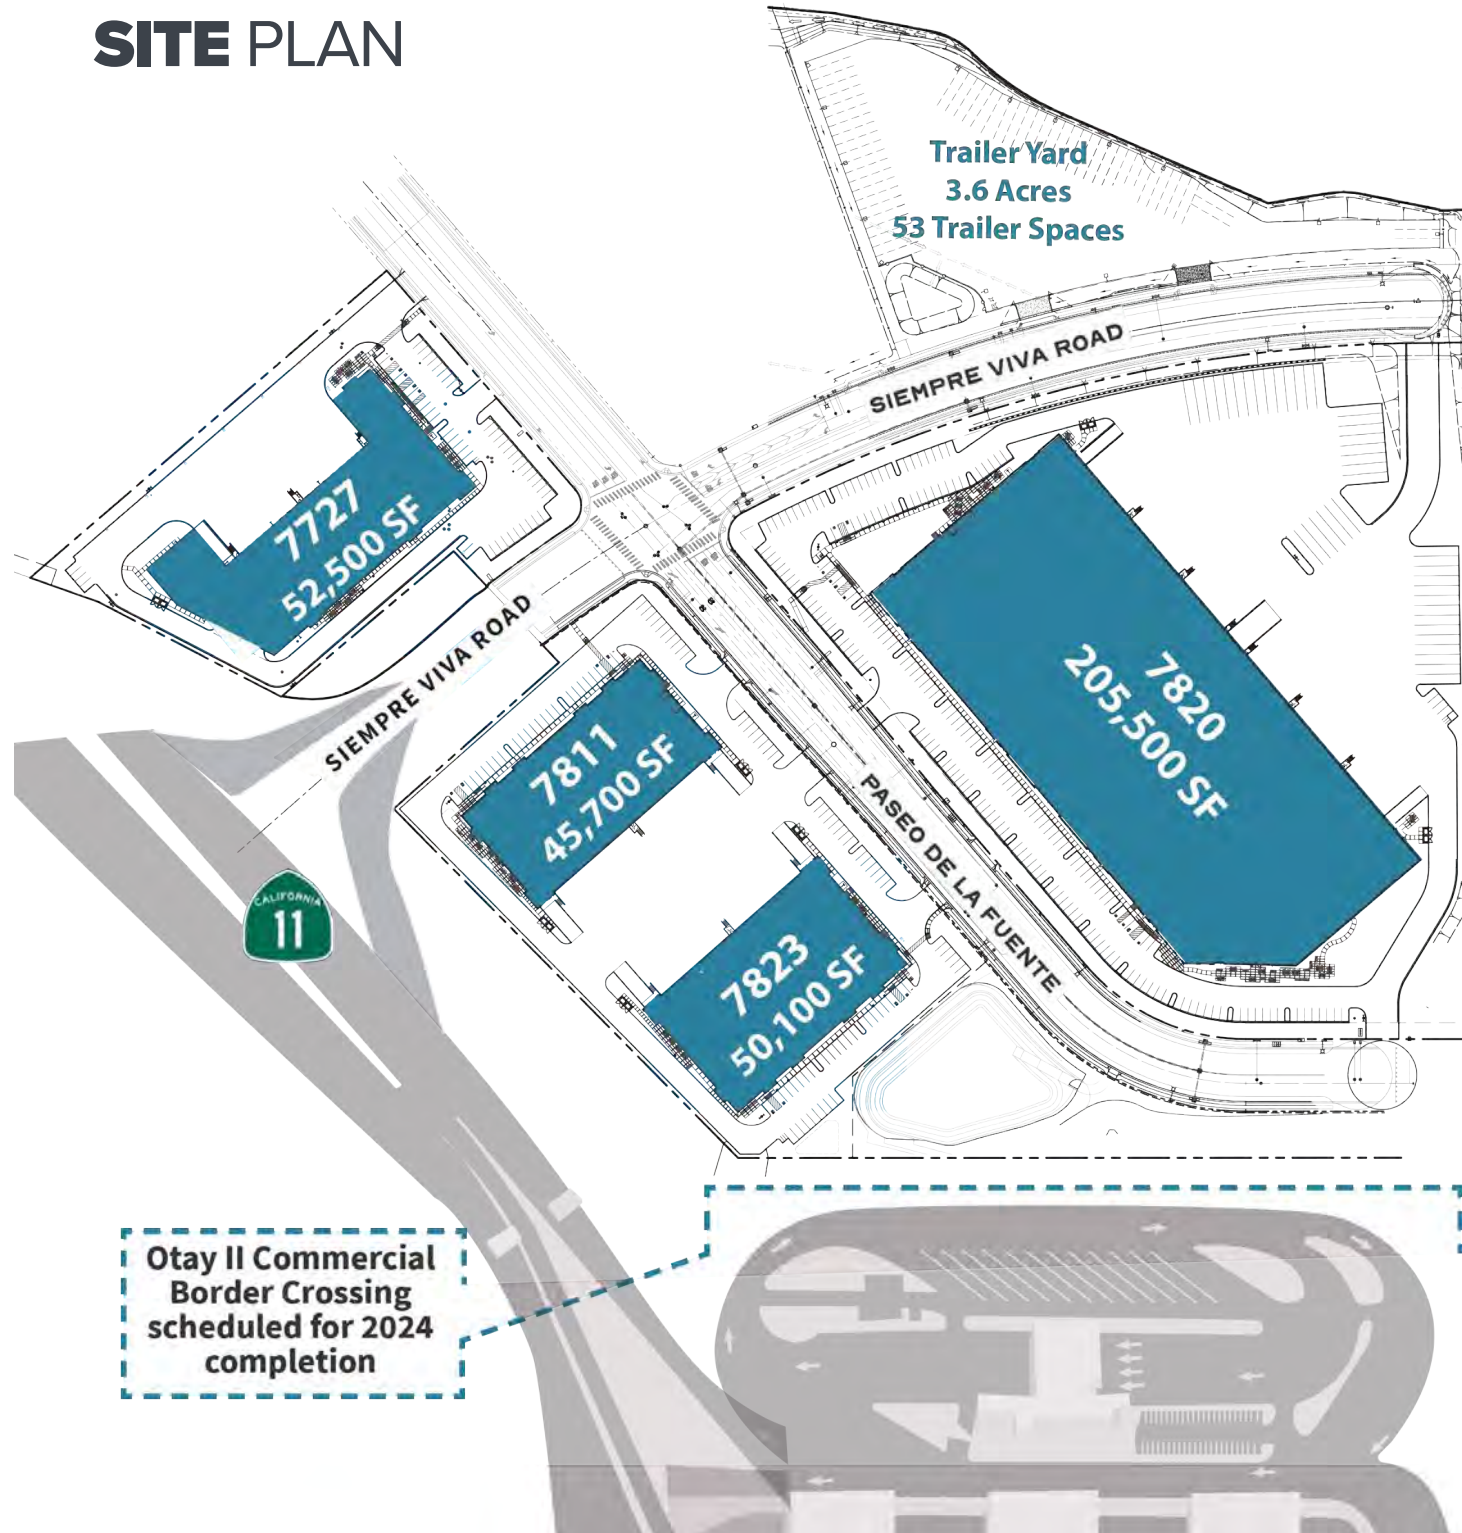 SITE PLAN
Trailer Yard
3.6 Acres
53 Trailer Spaces
SIEMPRE VIVA ROAD
7727
52,500 SF
SIEMPRE VIVA ROAD
7820
205,500 SF
7811
45,700 SF
PASEO DE LA FUENTE
CALIFORNIA
11
7823
50,100 SF
Otay II Commercial
Border Crossing
scheduled for 2024
completion